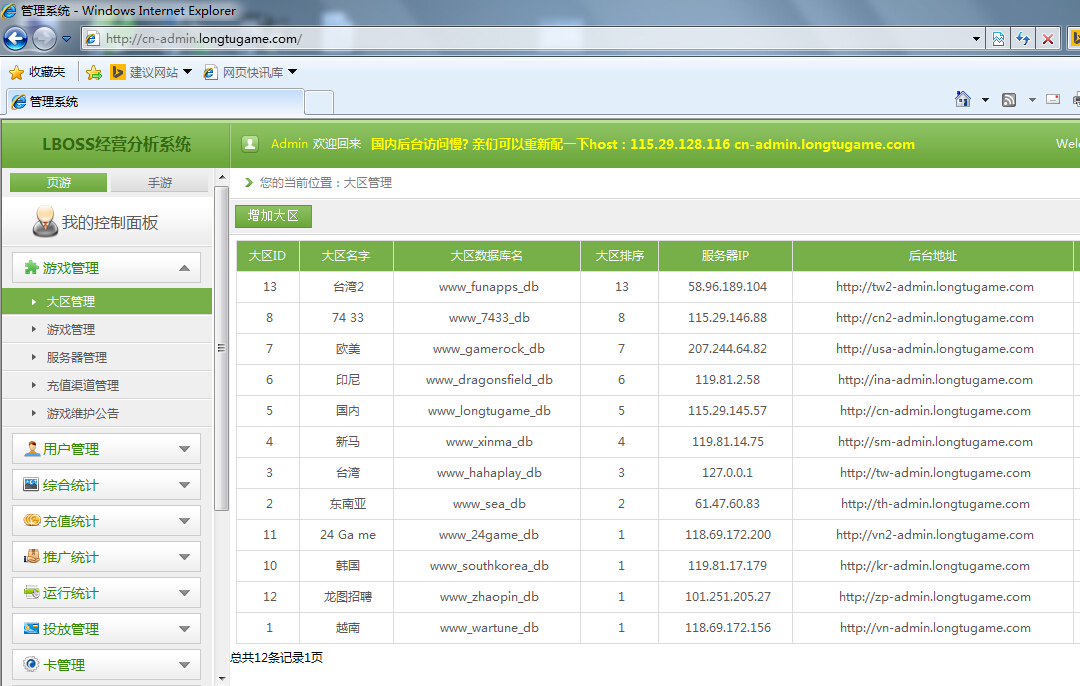 管理系统 - Windows Internet Explorer
http://cn-admin.longtugame.com/
收藏夹 建议网站 网页快讯库
管理系统
LBOSS经营分析系统 Admin 欢迎回来 国内后台访问慢? 亲们可以重新配一下host：115.29.128.116 cn-admin.longtugame.com Wel
页游 手游
您的当前位置：大区管理
我的控制面板
增加大区
游戏管理
大区管理
游戏管理
服务器管理
充值渠道管理
游戏维护公告
用户管理
综合统计
充值统计
推广统计
运行统计
投放管理
卡管理
大区ID 大区名字 大区数据库名 大区排序 服务器IP 后台地址
13 台湾2 www_funapps_db 13 58.96.189.104 http://tw2-admin.longtugame.com
8 74 33 www_7433_db 8 115.29.146.88 http://cn2-admin.longtugame.com
7 欧美 www_gamerock_db 7 207.244.64.82 http://usa-admin.longtugame.com
6 印尼 www_dragonsfield_db 6 119.81.2.58 http://ina-admin.longtugame.com
5 国内 www_longtugame_db 5 115.29.145.57 http://cn-admin.longtugame.com
4 新马 www_xinma_db 4 119.81.14.75 http://sm-admin.longtugame.com
3 台湾 www_hahaplay_db 3 127.0.0.1 http://tw-admin.longtugame.com
2 东南亚 www_sea_db 2 61.47.60.83 http://th-admin.longtugame.com
11 24 Ga me www_24game_db 1 118.69.172.200 http://vn2-admin.longtugame.com
10 韩国 www_southkorea_db 1 119.81.17.179 http://kr-admin.longtugame.com
12 龙图招聘 www_zhaopin_db 1 101.251.205.27 http://zp-admin.longtugame.com
1 越南 www_wartune_db 1 118.69.172.156 http://vn-admin.longtugame.com
总共12条记录1页